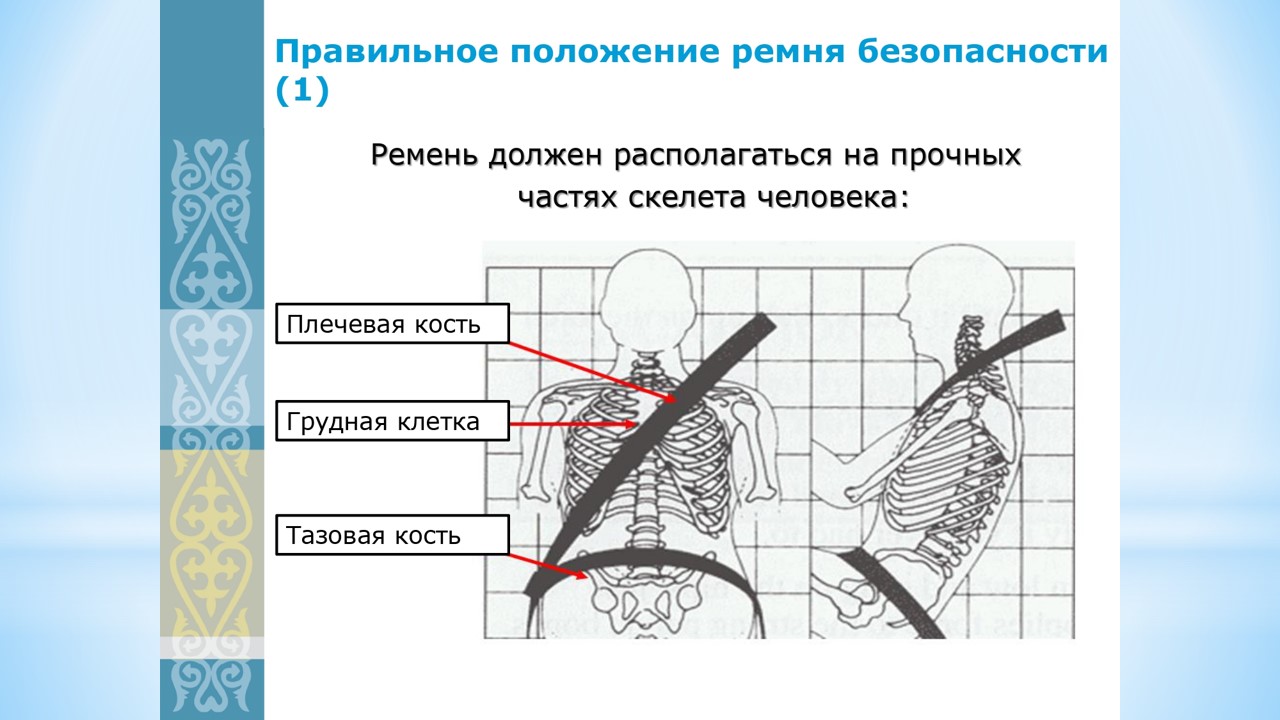 Правильное положение ремня безопасности
(1)
Ремень должен располагаться на прочных
частях скелета человека:
Плечевая кость
Грудная клетка
Тазовая кость